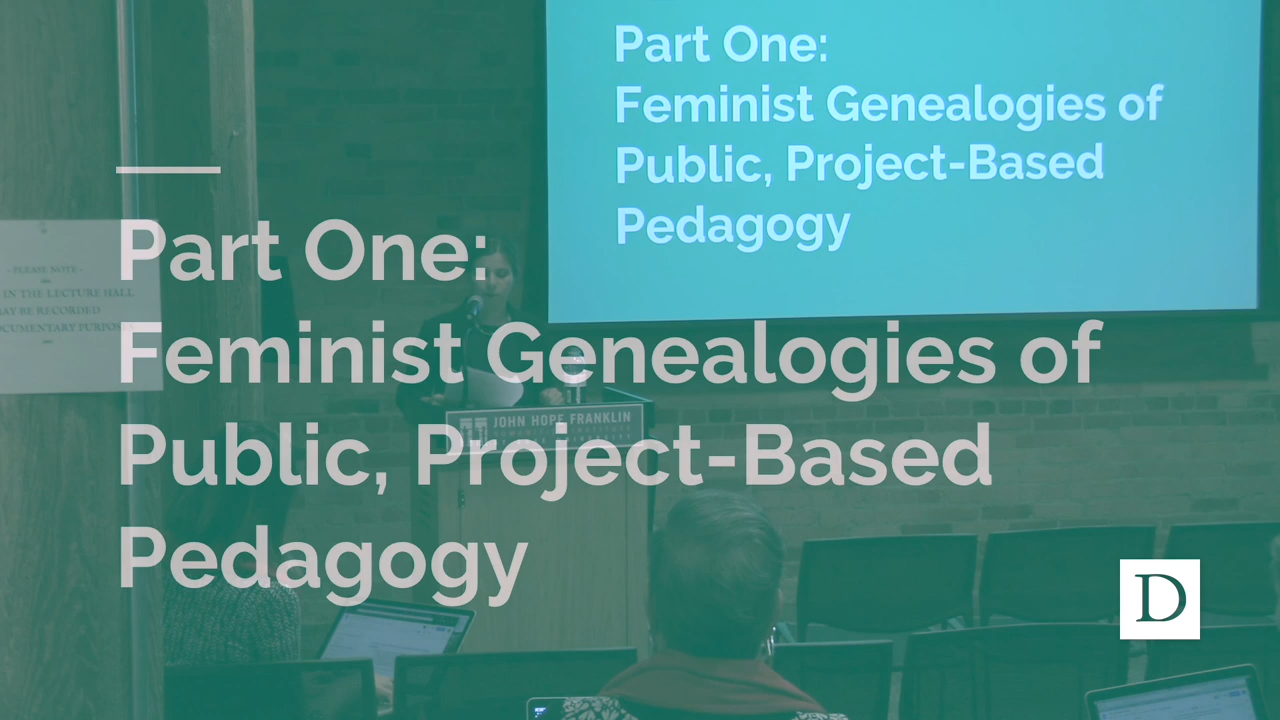 Part One:
Feminist Genealogies of
Public, Project-Based
Pedagogy
Part One:
Feminist Genealogies of
Public, Project-Based
Pedagogy
- PLEASE NOTE -
IN THE LECTURE HALL
MAY BE RECORDED
DOCUMENTARY PURPOSES
JOHN HOPE FRANKLIN
D